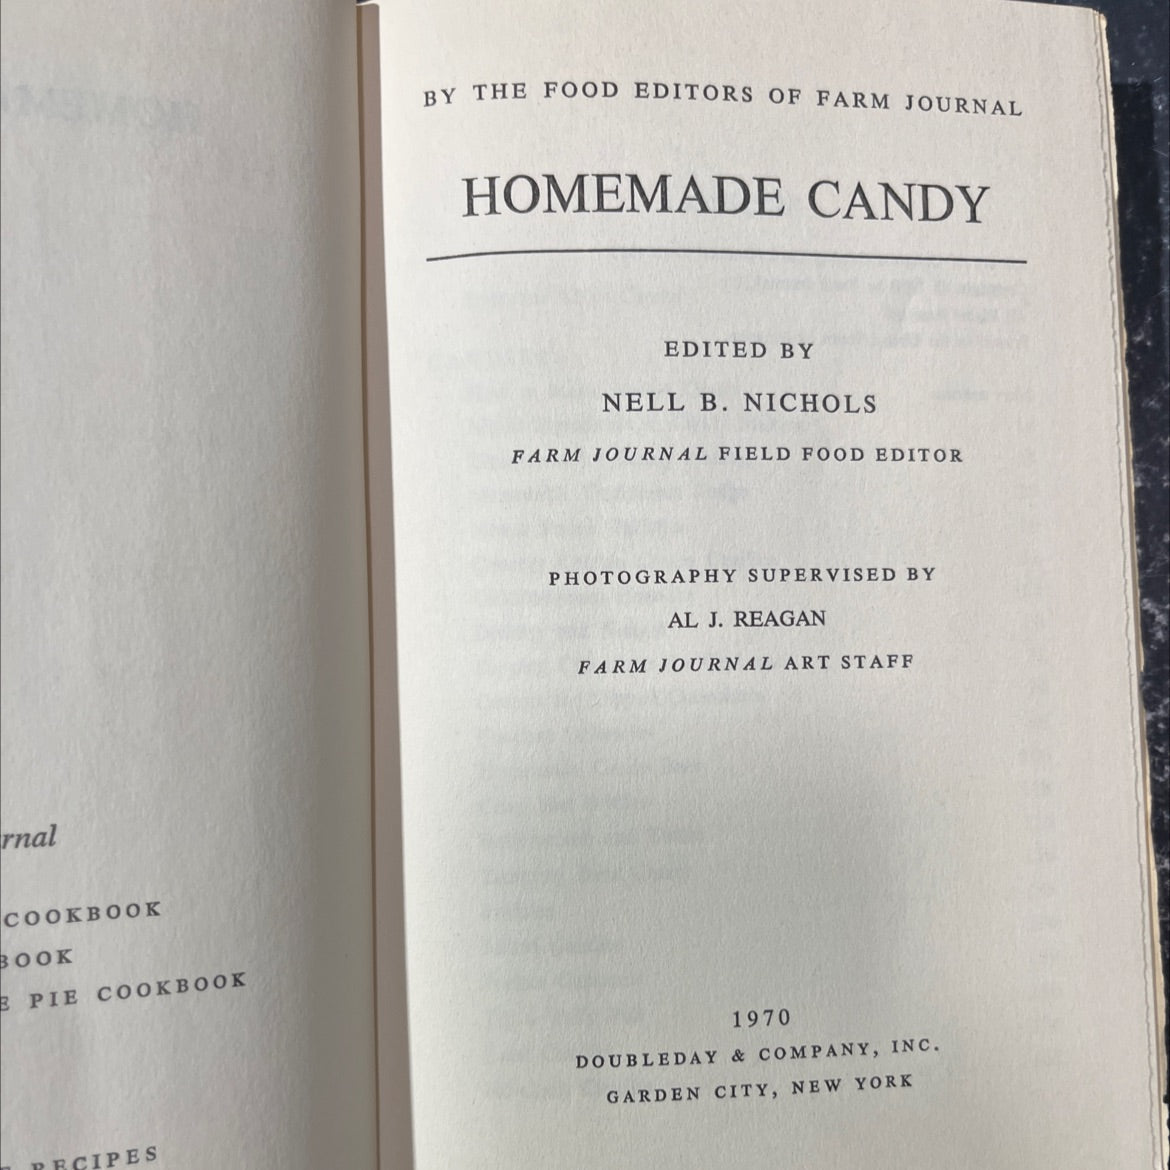 rnal
COOKBOOK
BOOK
E PIE COOKBOOK
RECIPES
BY THE FOOD EDITORS OF FARM JOURNAL
HOMEMADE CANDY
EDITED BY
NELL B. NICHOLS
FARM JOURNAL FIELD FOOD EDITOR
PHOTOGRAPHY SUPERVISED BY
AL J. REAGAN
FARM JOURNAL ART STAFF
1970
DOUBLEDAY & COMPANY, INC.
GARDEN CITY, NEW YORK